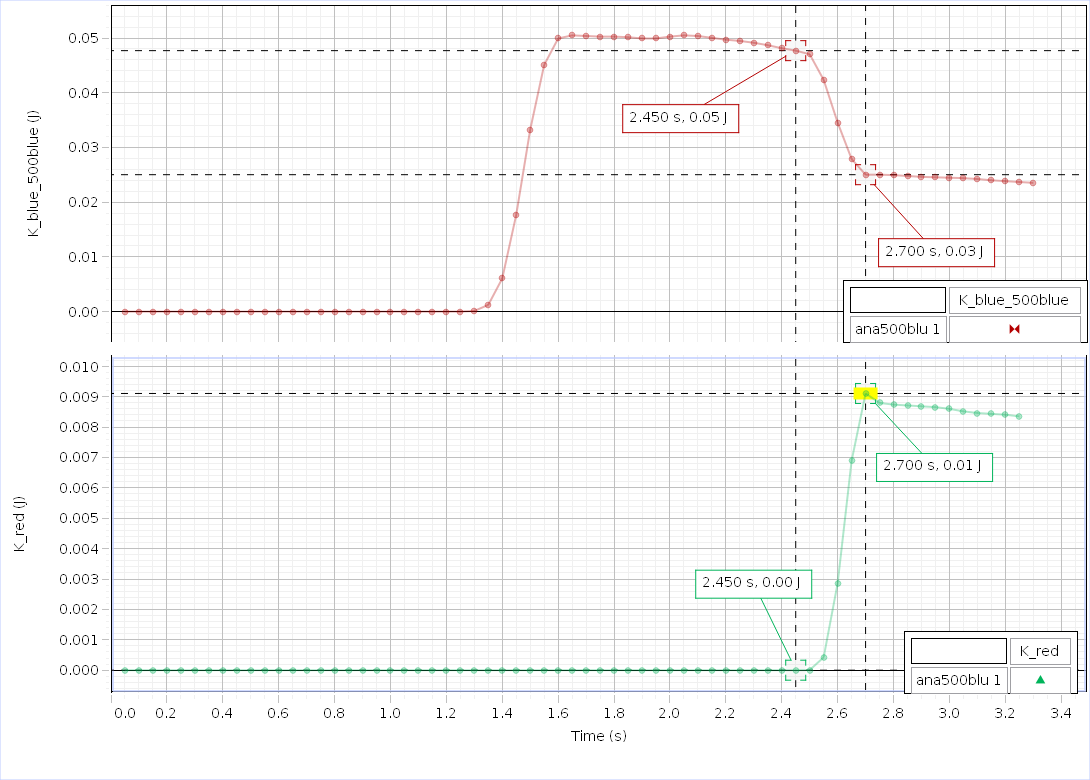 0.05
0.04
0.03
0.02
0.01
0.00
K_blue_500blue (J)
2.450 s, 0.05 J
2.700 s, 0.03 J
K_blue_500blue
ana500blu 1
0.010
0.009
0.008
0.007
0.006
0.005
0.004
0.003
0.002
0.001
0.000
K_red (J)
2.700 s, 0.01 J
2.450 s, 0.00 J
K_red
ana500blu 1
0.0 0.2 0.4 0.6 0.8 1.0 1.2 1.4 1.6 1.8 2.0 2.2 2.4 2.6 2.8 3.0 3.2 3.4
Time (s)